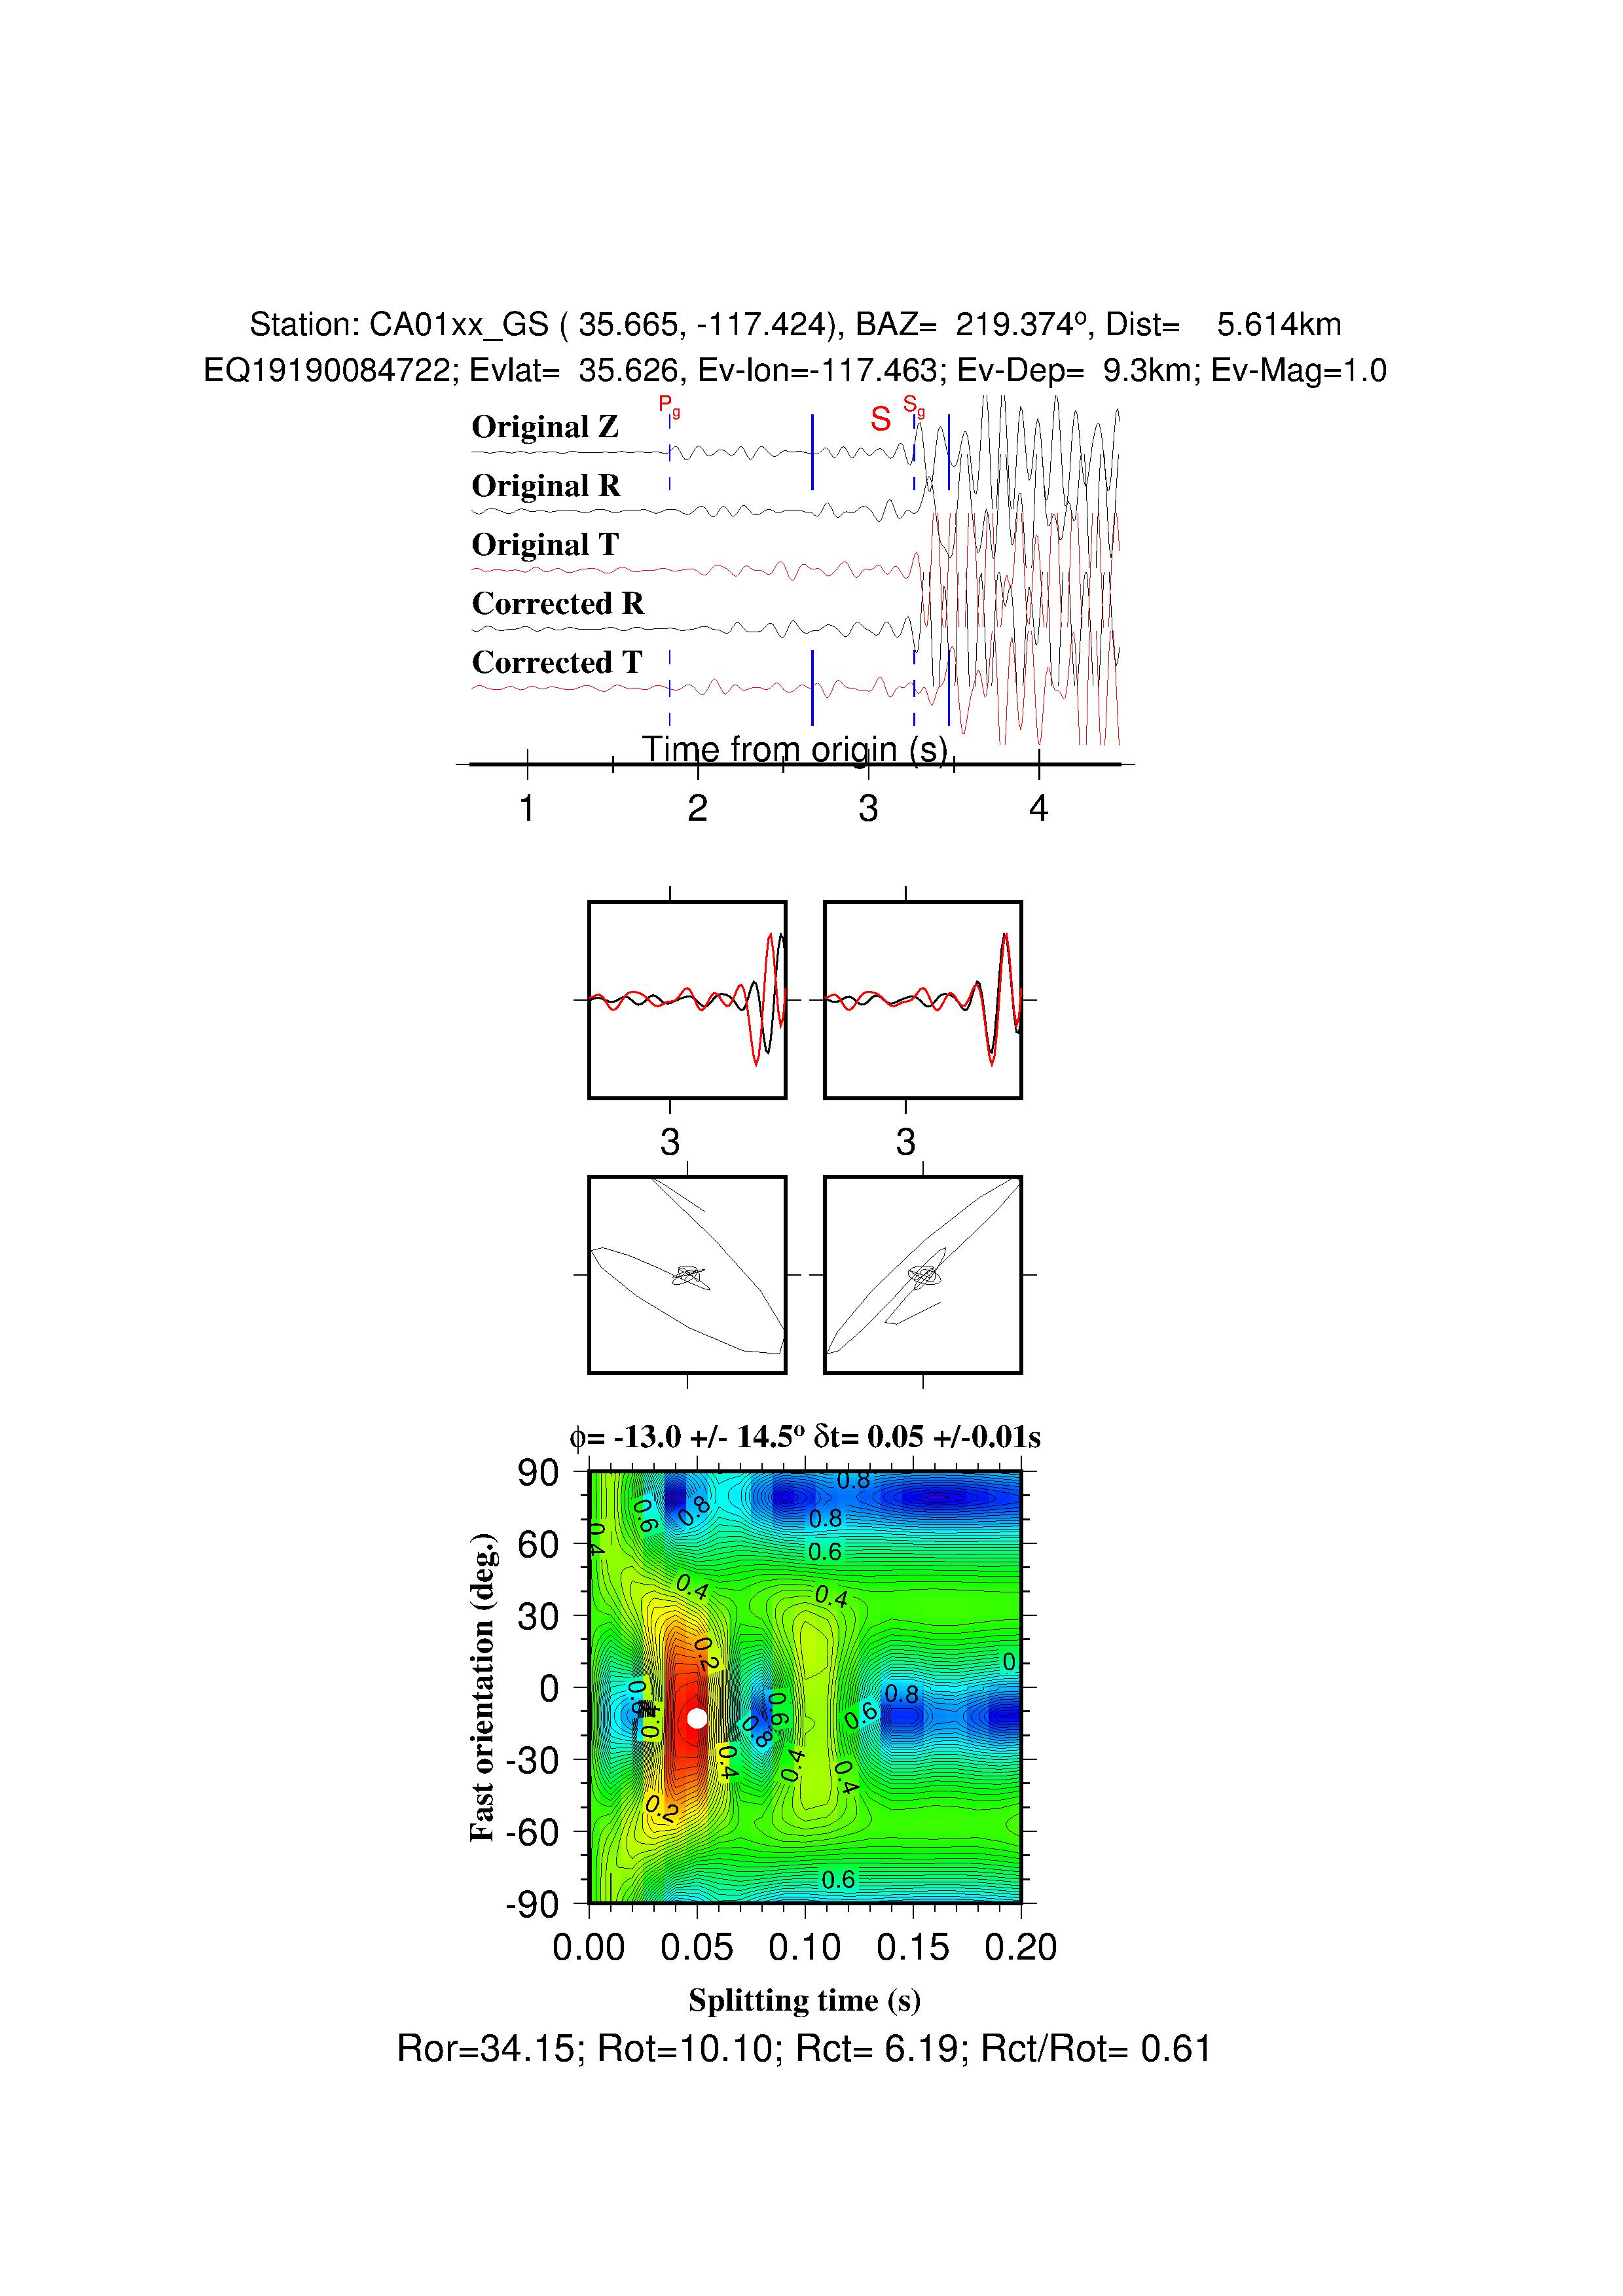 Station: CA01xx_GS ( 35.665, -117.424), BAZ=  219.374º, Dist=    5.614km
EQ19190084722; Evlat=  35.626, Ev-lon=-117.463; Ev-Dep=  9.3km; Ev-Mag=1.0
Pg S Sg
Original Z
Original R
Original T
Corrected R
Corrected T
Time from origin (s)
1 2 3 4
3 3
ϕ= -13.0 +/- 14.5º δt= 0.05 +/-0.01s
90
60
30
0
-30
-60
-90
Fast orientation (deg.)
0.8
0.6 0.8
0.8
0.4
0.6
0.4 0.4
0.2
0.
0.8
0.6 0.6
0.8
0.4 0.4 0.4
0.2
0.6
0.00 0.05 0.10 0.15 0.20
Splitting time (s)
Ror=34.15; Rot=10.10; Rct= 6.19; Rct/Rot= 0.61